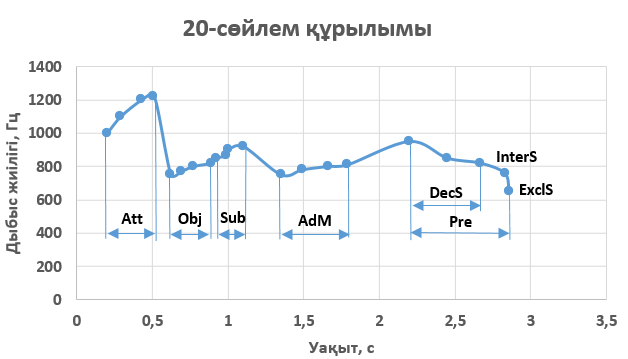 20-сөйлем құрылымы
Дыбыс жиілігі, Гц
1400
1200
1000
800
600
400
200
0
Att
Obj
Sub
AdM
DecS
Pre
InterS
ExclS
0
0,5
1
1,5
2
2,5
3
3,5
Уақыт, с